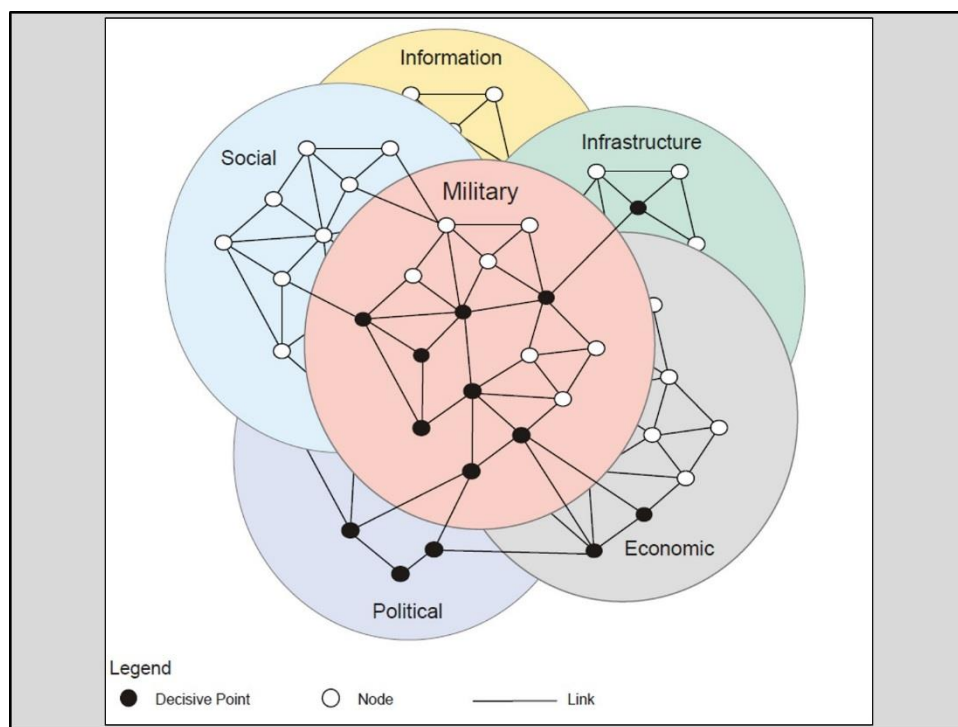 Information
Infrastructure
Social
Military
Economic
Political
Legend
Decisive Point
Node
Link